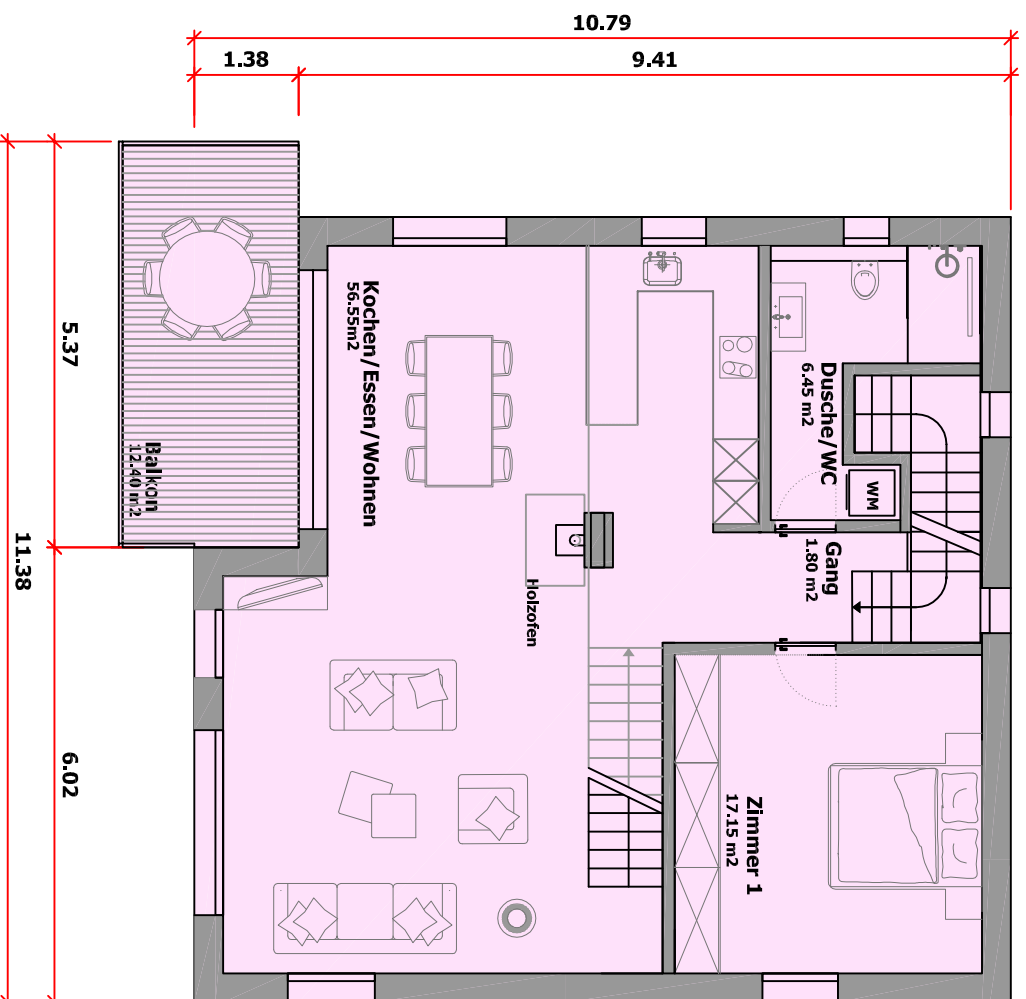 10.79
1.38
9.41
5.37
11.38
6.02
Balkon
12.40 m2
Kochen/Essen/Wohnen
56.55m2
Dusche/WC
6.45 m2
WM
Gang
1.80 m2
Holzofen
Zimmer 1
17.15 m2